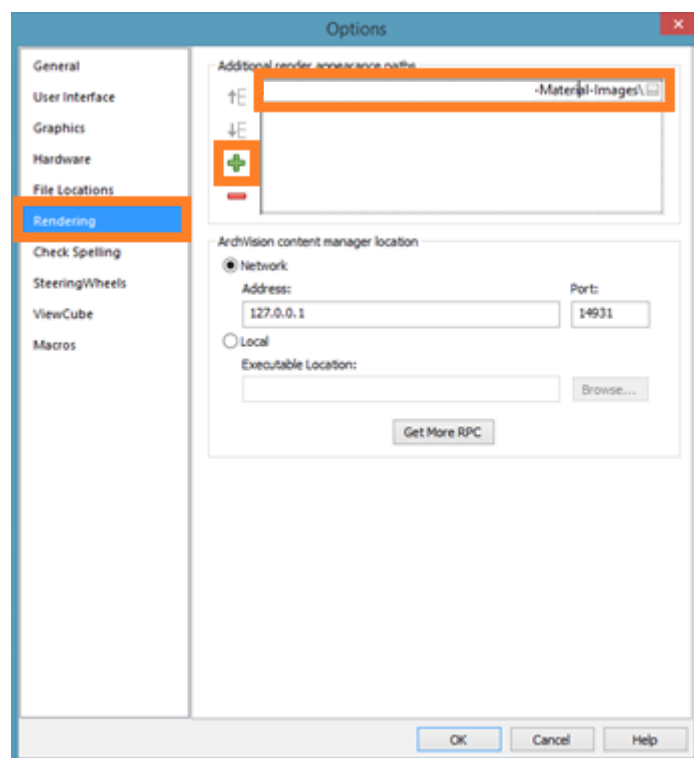 Options
General
User Interface
Graphics
Hardware
File Locations
Rendering
Check Spelling
SteeringWheels
ViewCube
Macros
Additional render appearance paths
-Material-Images\
ArchVision content manager location
Network
Address:
Port:
127.0.0.1
14931
Local
Executable Location:
Browse...
Get More RPC
OK
Cancel
Help